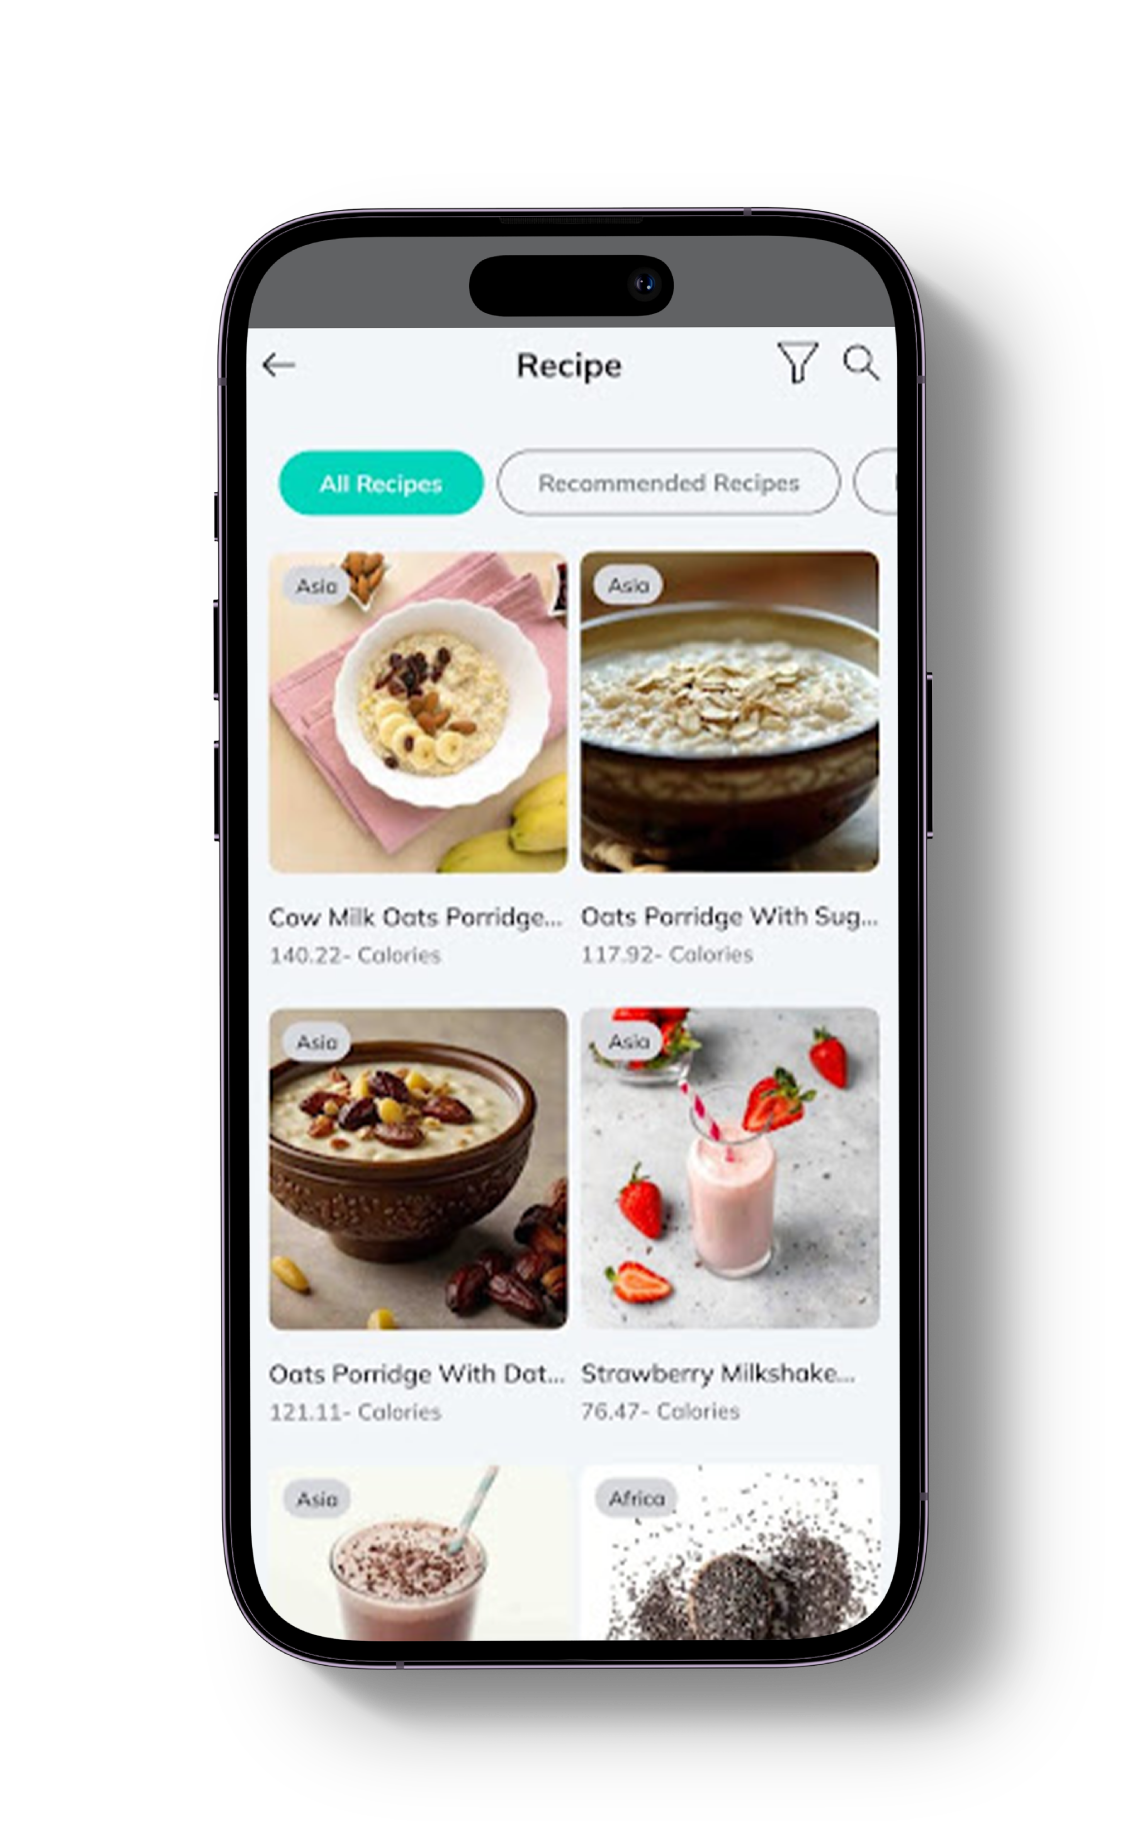 Recipe
All Recipes
Recommended Recipes
Asia
Asia
Cow Milk Oats Porridge...
Oats Porridge With Sug...
140.22- Calories
117.92- Calories
Asia
Asia
Oats Porridge With Dat...
Strawberry Milkshake...
121.11- Calories
76.47- Calories
Asia
Africa